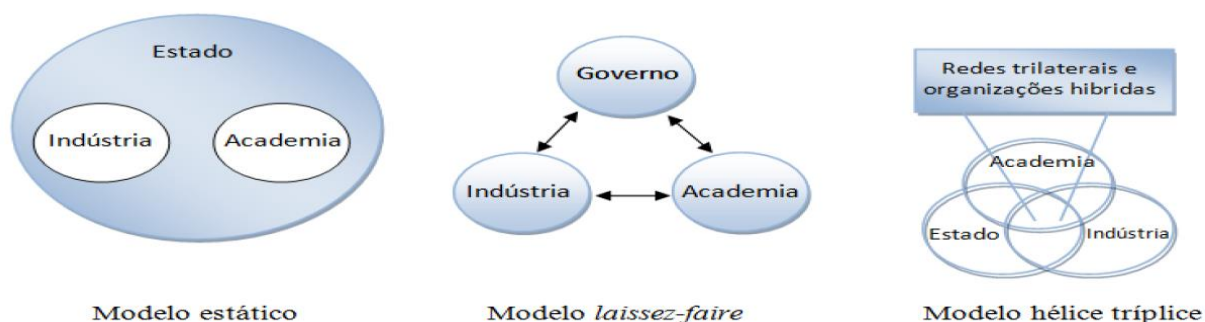 Estado
Indústria
Academia
Modelo estático
Governo
Indústria
Academia
Modelo laissez-faire
Redes trilaterais e
organizações hibridas
Academia
Estado
Indústria
Modelo hélice tríplice